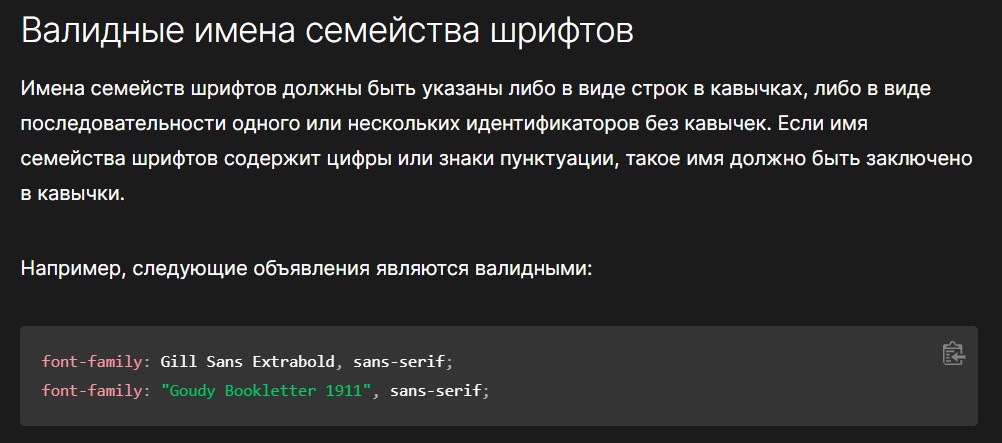 Валидные имена семейства шрифтов
Имена семейств шрифтов должны быть указаны либо в виде строк в кавычках, либо в виде
последовательности одного или нескольких идентификаторов без кавычек. Если имя
семейства шрифтов содержит цифры или знаки пунктуации, такое имя должно быть заключено
в кавычки.
Например, следующие объявления являются валидными:
font-family: Gill Sans Extrabold, sans-serif;
font-family: "Goudy Bookletter 1911", sans-serif;